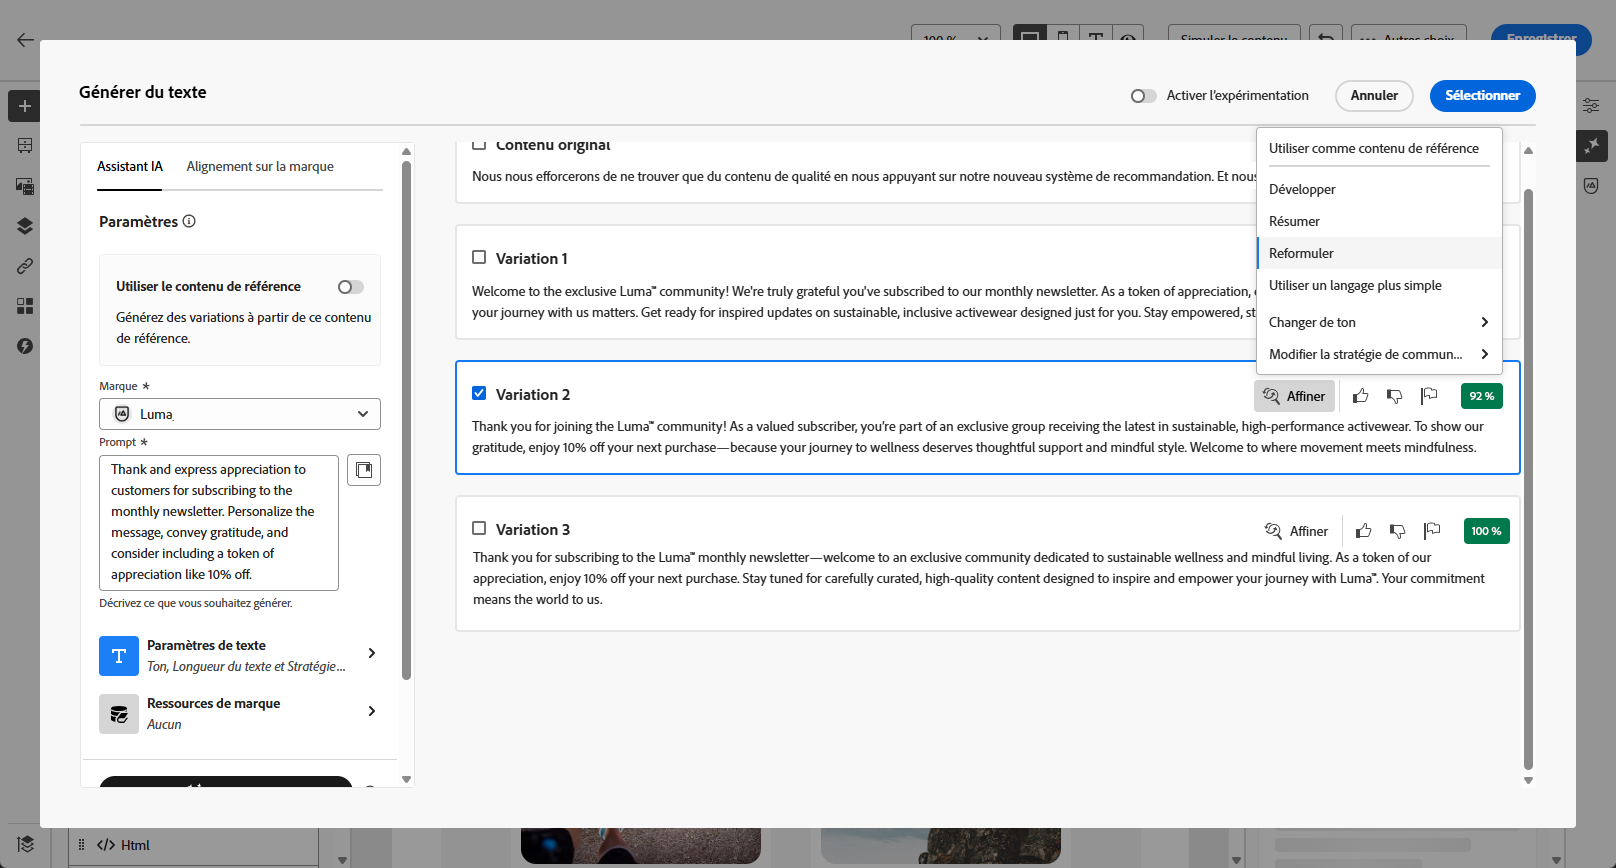 100 %
Simuler le contenu
Autres choix
Enregistrer
Générer du texte
Activer l'expérimentation
Annuler
Sélectionner
Assistant IA
Alignement sur la marque
Paramètres
Utiliser le contenu de référence
Générez des variations à partir de ce contenu
de référence.
Marque *
Luma
Prompt *
Thank and express appreciation to
customers for subscribing to the
monthly newsletter. Personalize the
message, convey gratitude, and
consider including a token of
appreciation like 10% off.
Décrivez ce que vous souhaitez générer.
Paramètres de texte
Ton, Longueur du texte et Stratégie...
Ressources de marque
Aucun
Contenu original
Nous nous efforcerons de ne trouver que du contenu de qualité en nous appuyant sur notre nouveau système de recommandation. Et nous
Variation 1
Welcome to the exclusive Luma™ community! We're truly grateful you've subscribed to our monthly newsletter. As a token of appreciation,
your journey with us matters. Get ready for inspired updates on sustainable, inclusive activewear designed just for you. Stay empowered,
Utiliser comme contenu de référence
Développer
Résumer
Reformuler
Utiliser un langage plus simple
Changer de ton
Modifier la stratégie de commun...
Variation 2
Affiner
92 %
Thank you for joining the Luma™ community! As a valued subscriber, you're part of an exclusive group receiving the latest in sustainable, high-performance activewear. To show our
gratitude, enjoy 10% off your next purchase—because your journey to wellness deserves thoughtful support and mindful style. Welcome to where movement meets mindfulness.
Variation 3
Affiner
100 %
Thank you for subscribing to the Luma™ monthly newsletter—welcome to an exclusive community dedicated to sustainable wellness and mindful living. As a token of our
appreciation, enjoy 10% off your next purchase. Stay tuned for carefully curated, high-quality content designed to inspire and empower your journey with Luma™. Your commitment
means the world to us.
Html